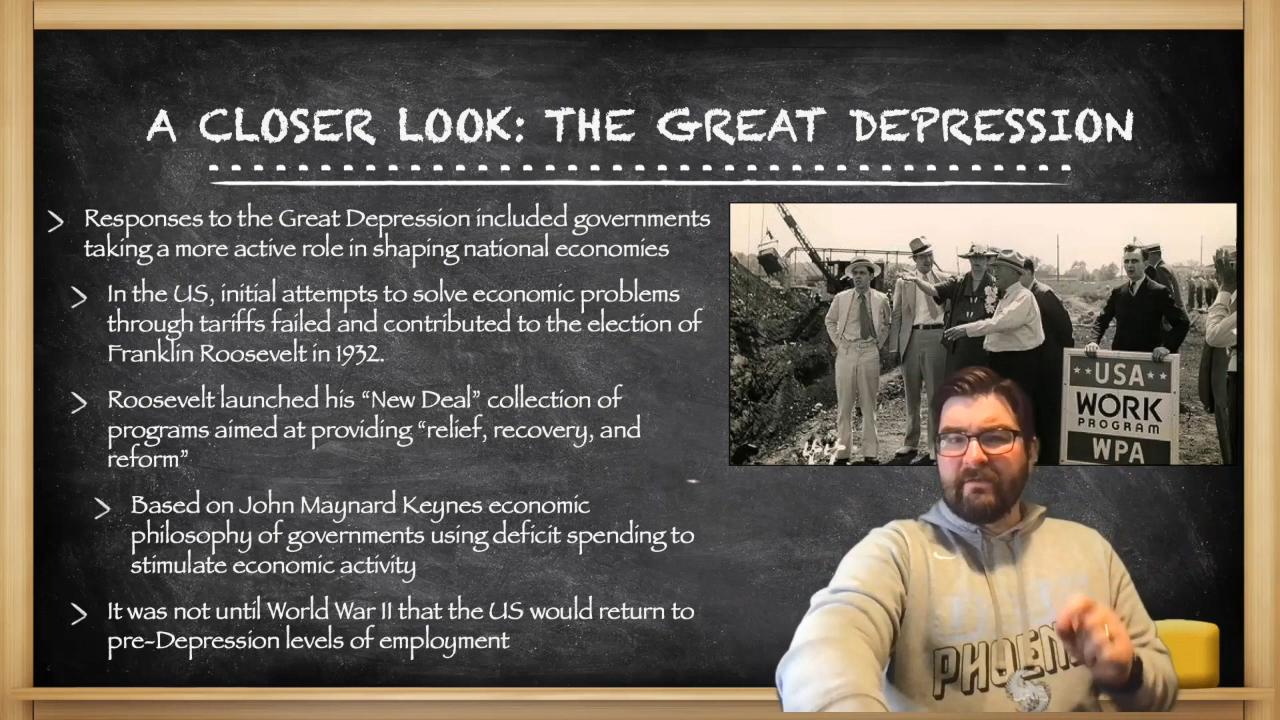 A CLOSER LOOK: THE GREAT DEPRESSION
Responses to the Great Depression included governments
taking a more active role in shaping national economies
In the US, initial attempts to solve economic problems
through tariffs failed and contributed to the election of
Franklin Roosevelt in 1932.
Roosevelt launched his “New Deal” collection of
programs aimed at providing “relief, recovery, and
reform”
Based on John Maynard Keynes economic
philosophy of governments using deficit spending to
stimulate economic activity
It was not until World War II that the US would return to
pre-Depression levels of employment
USA
WORK
PROGRAM
WPA